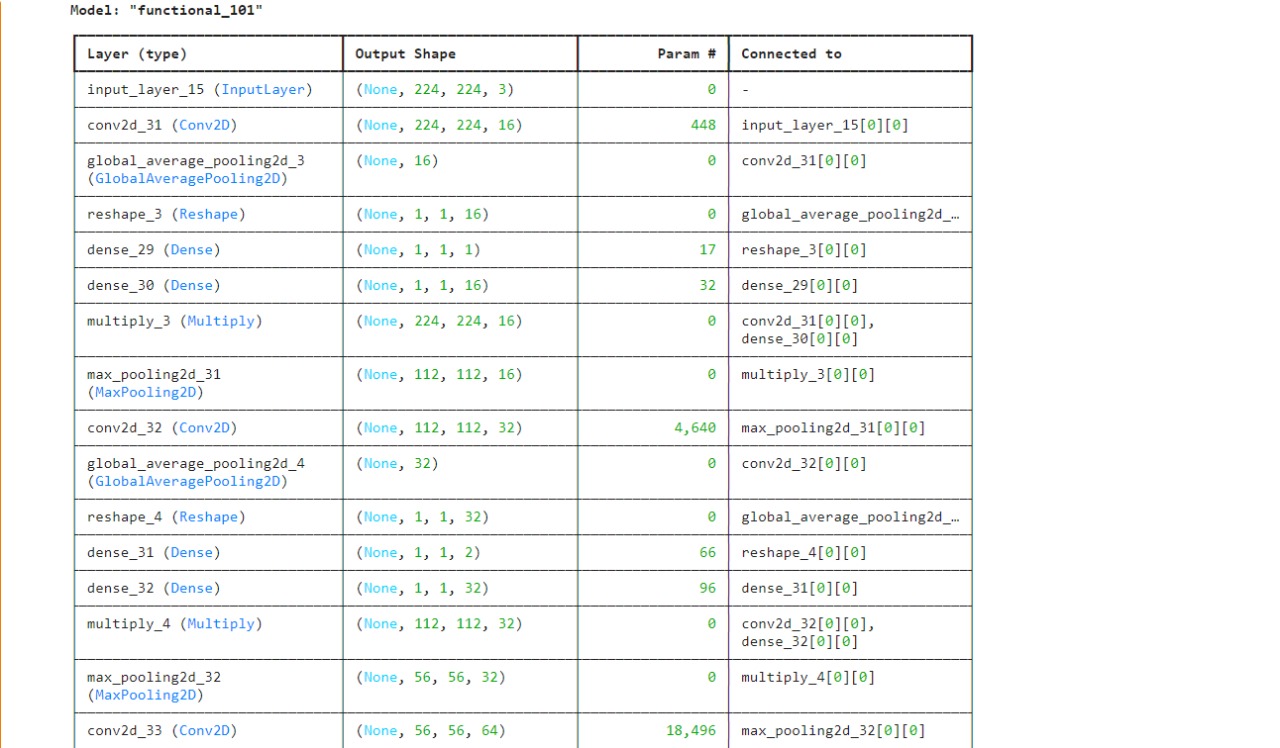 Model: "functional_101"
Layer (type) Output Shape Param # Connected to
input_layer_15 (InputLayer) (None, 224, 224, 3) 0 -
conv2d_31 (Conv2D) (None, 224, 224, 16) 448 input_layer_15[0][0]
global_average_pooling2d_3 (None, 16) 0 conv2d_31[0][0]
(GlobalAveragePooling2D)
reshape_3 (Reshape) (None, 1, 1, 16) 0 global_average_pooling2d_…
dense_29 (Dense) (None, 1, 1, 1) 17 reshape_3[0][0]
dense_30 (Dense) (None, 1, 1, 16) 32 dense_29[0][0]
multiply_3 (Multiply) (None, 224, 224, 16) 0 conv2d_31[0][0],
dense_30[0][0]
max_pooling2d_31 (None, 112, 112, 16) 0 multiply_3[0][0]
(MaxPooling2D)
conv2d_32 (Conv2D) (None, 112, 112, 32) 4,640 max_pooling2d_31[0][0]
global_average_pooling2d_4 (None, 32) 0 conv2d_32[0][0]
(GlobalAveragePooling2D)
reshape_4 (Reshape) (None, 1, 1, 32) 0 global_average_pooling2d_…
dense_31 (Dense) (None, 1, 1, 2) 66 reshape_4[0][0]
dense_32 (Dense) (None, 1, 1, 32) 96 dense_31[0][0]
multiply_4 (Multiply) (None, 112, 112, 32) 0 conv2d_32[0][0],
dense_32[0][0]
max_pooling2d_32 (None, 56, 56, 32) 0 multiply_4[0][0]
(MaxPooling2D)
conv2d_33 (Conv2D) (None, 56, 56, 64) 18,496 max_pooling2d_32[0][0]